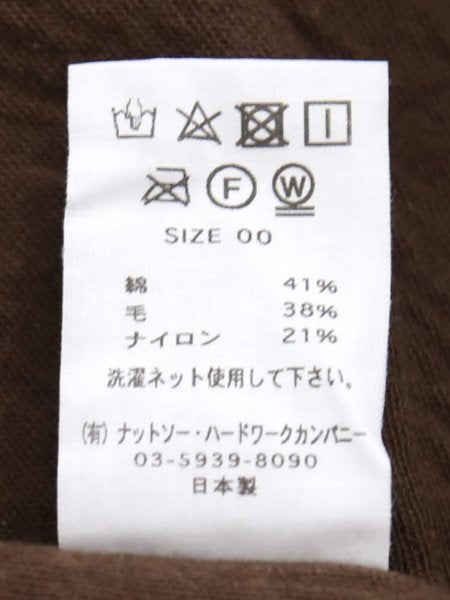 F W
SIZE 00
綿 41%
毛 38%
ナイロン 21%
洗濯ネット使用して下さい。
(有) ナットソー・ハードワークカンパニー
03-5939-8090
日本製